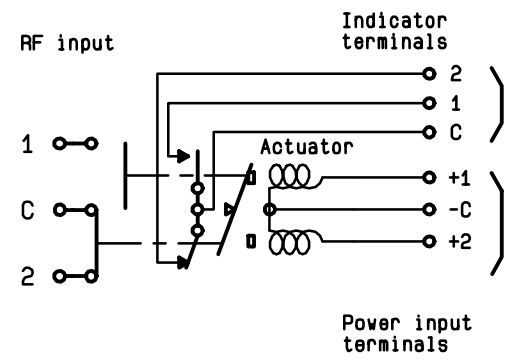 Indicator
terminals
RF input
2
1
C
1
Actuator
+1
C
-C
+2
2
Power input
terminals